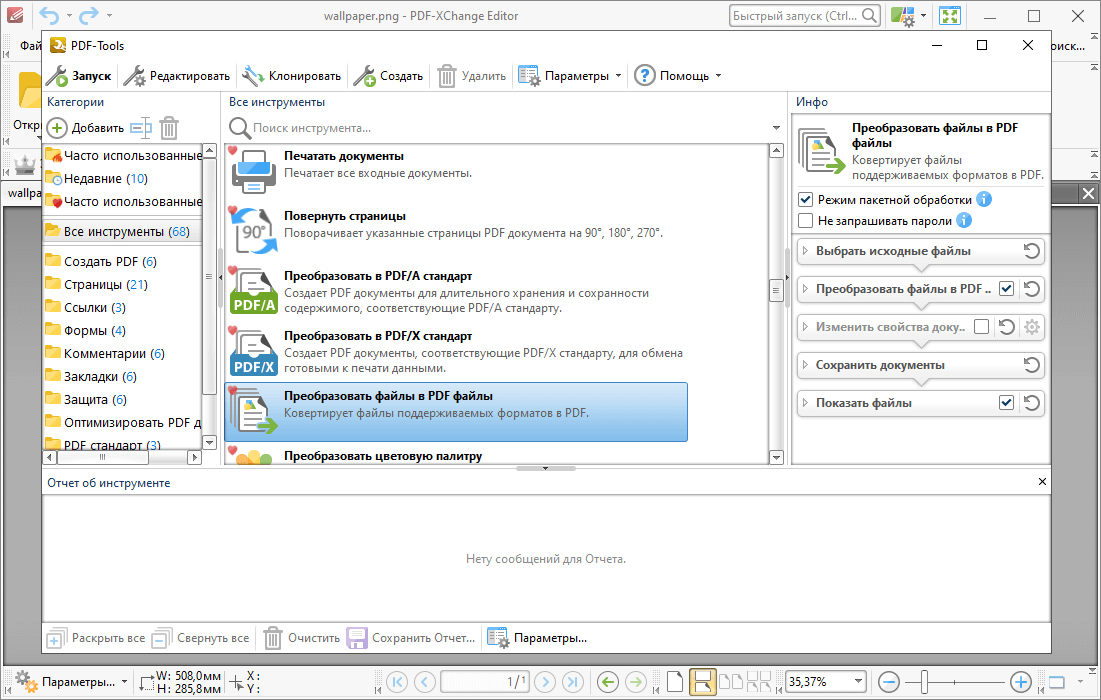 wallpaper.png - PDF-XChange Editor
Быстрый запуск (Ctrl...
PDF-Tools
Запуск
Редактировать
Клонировать
Создать
Удалить
Параметры
Помощь
Категории
Добавить
Часто использованные
Недавние (10)
Часто использованные
Все инструменты (68)
Создать PDF (6)
Страницы (21)
Ссылки (3)
Формы (4)
Комментарии (6)
Закладки (6)
Защита (6)
Оптимизировать PDF д
PDF стандарт (3)
Все инструменты
Поиск инструмента...
Печатать документы
Печатает все входные документы.
90°
Повернуть страницы
Поворачивает указанные страницы PDF документа на 90°, 180°, 270°.
PDF/A
Преобразовать в PDF/A стандарт
Создает PDF документы для длительного хранения и сохранности
содержимого, соответствующие PDF/A стандарту.
PDF/X
Преобразовать в PDF/X стандарт
Создает PDF документы, соответствующие PDF/X стандарту, для обмена
готовыми к печати данными.
Преобразовать файлы в PDF файлы
Ковертирует файлы поддерживаемых форматов в PDF.
Преобразовать цветовую палитру
Инфо
Преобразовать файлы в PDF
файлы
Ковертирует файлы
поддерживаемых форматов в PDF.
Режим пакетной обработки
Не запрашивать пароли
Выбрать исходные файлы
Преобразовать файлы в PDF ..
Изменить свойства доку..
Сохранить документы
Показать файлы
Отчет об инструменте
Нету сообщений для Отчета.
Раскрыть все
Свернуть все
Очистить
Сохранить Отчет...
Параметры...
Параметры...
W: 508,0мм
H: 285,8мм
X:
Y:
1/1
35,37%